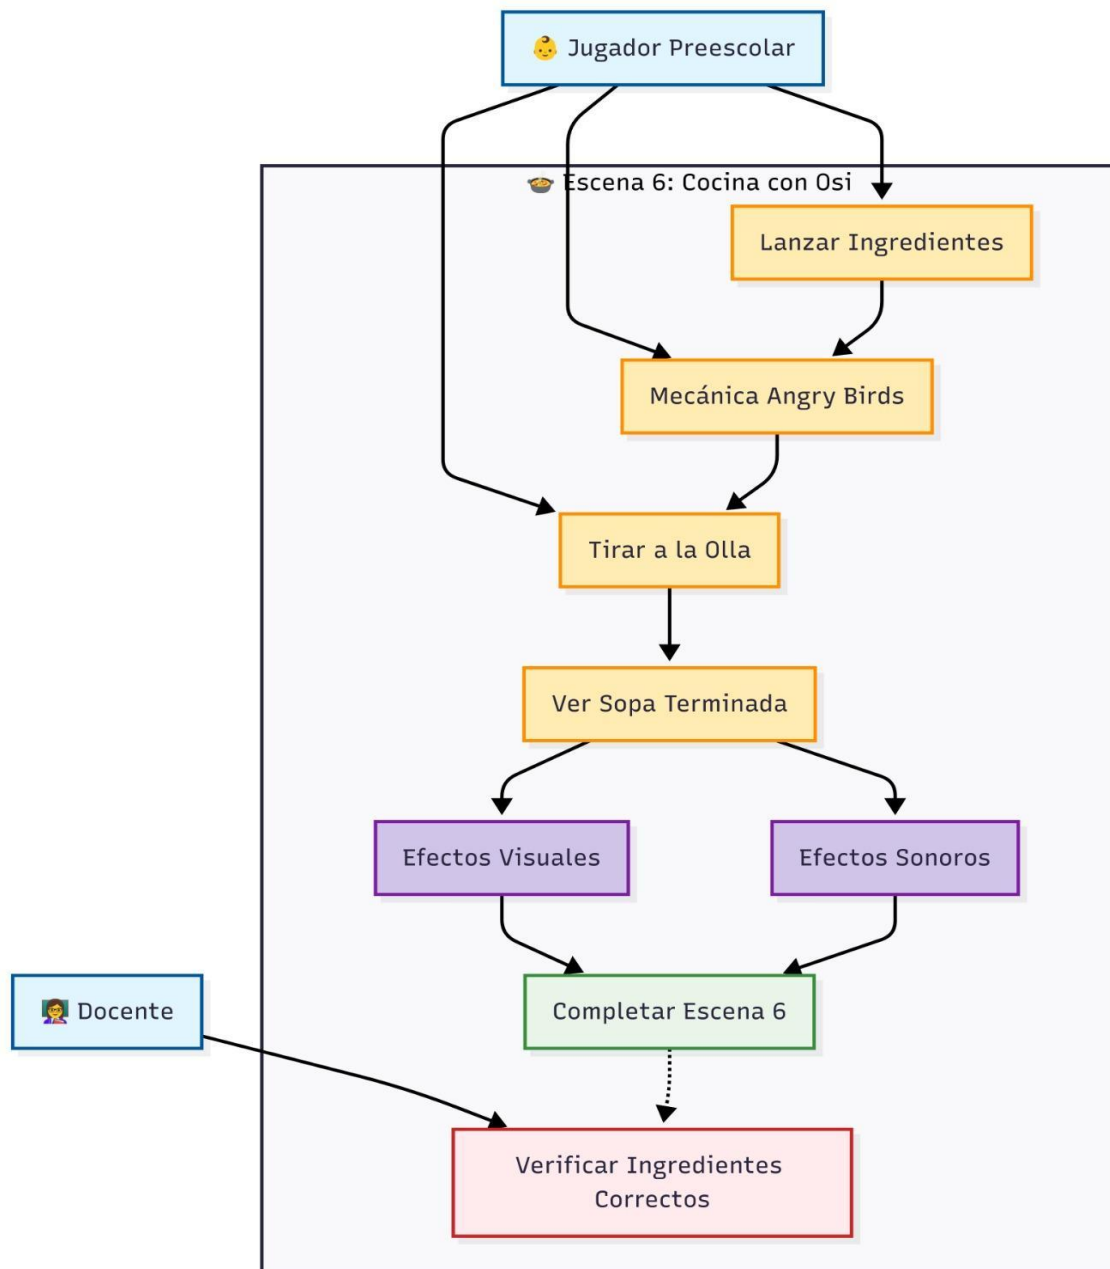 👶 Jugador Preescolar
🍲 Escena 6: Cocina con Osi
Lanzar Ingredientes
Mecánica Angry Birds
Tirar a la Olla
Ver Sopa Terminada
Efectos Visuales
Efectos Sonoros
👩‍🏫 Docente
Completar Escena 6
Verificar Ingredientes
Correctos